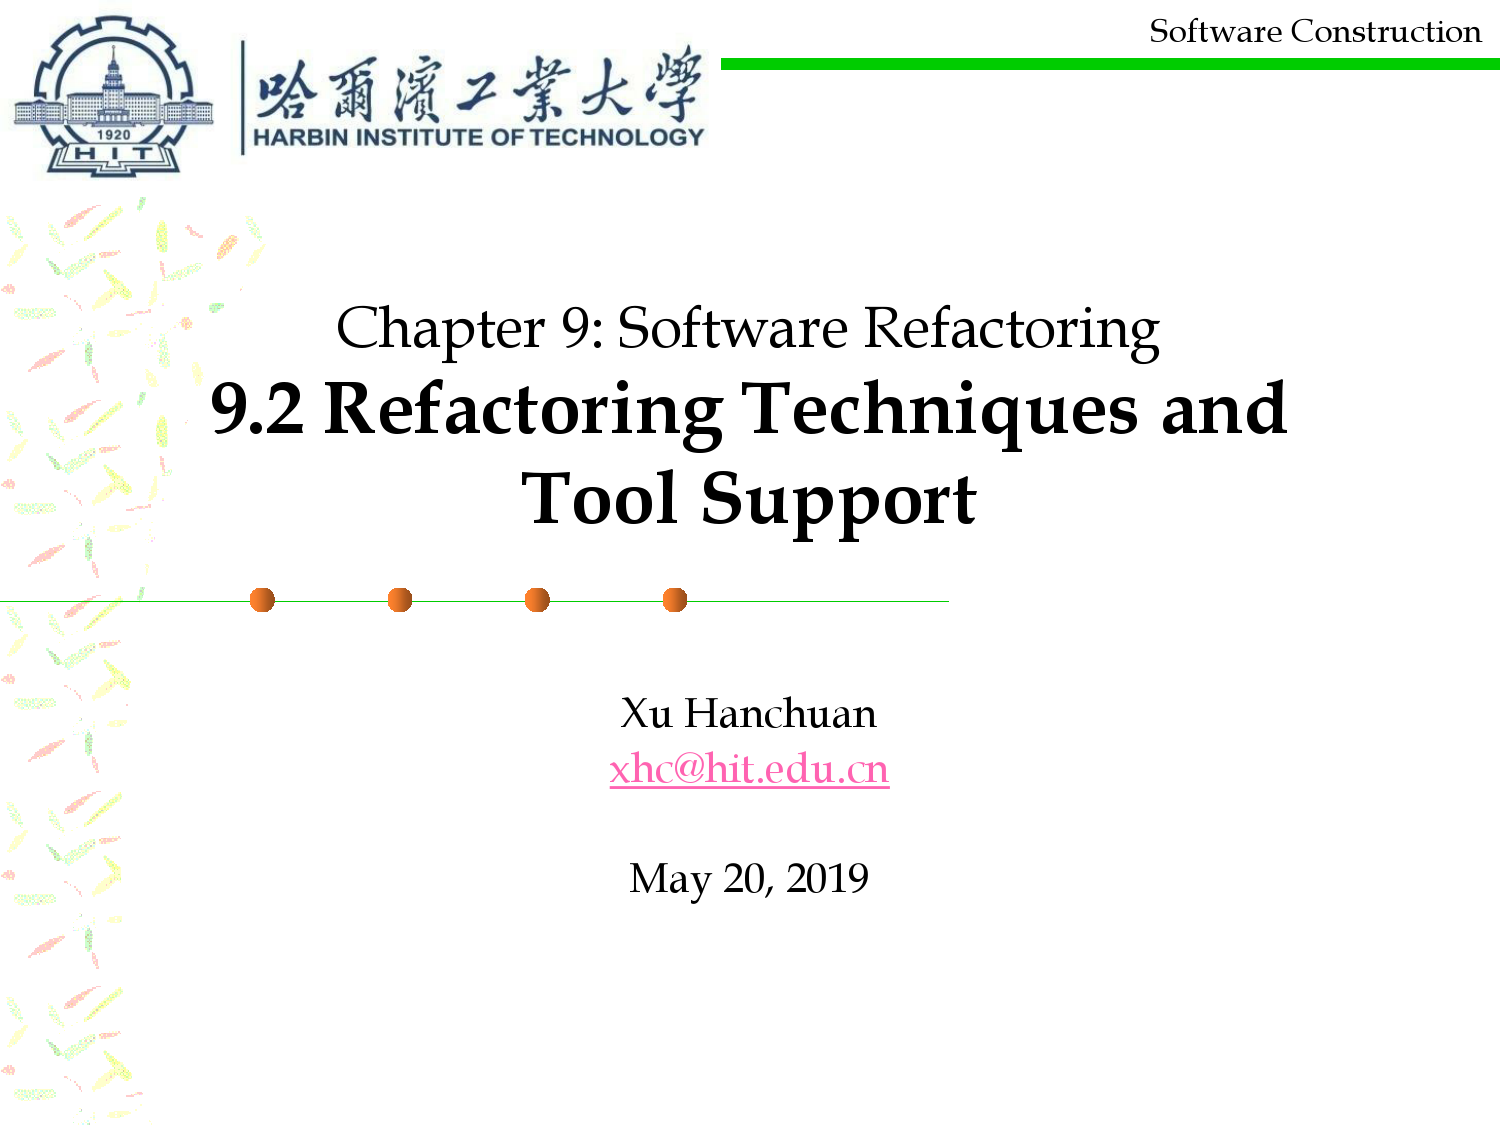 Software Construction
哈爾濱工業大學
HARBIN INSTITUTE OF TECHNOLOGY
1920
HIT
Chapter 9: Software Refactoring
9.2 Refactoring Techniques and
Tool Support
Xu Hanchuan
xhc@hit.edu.cn
May 20, 2019